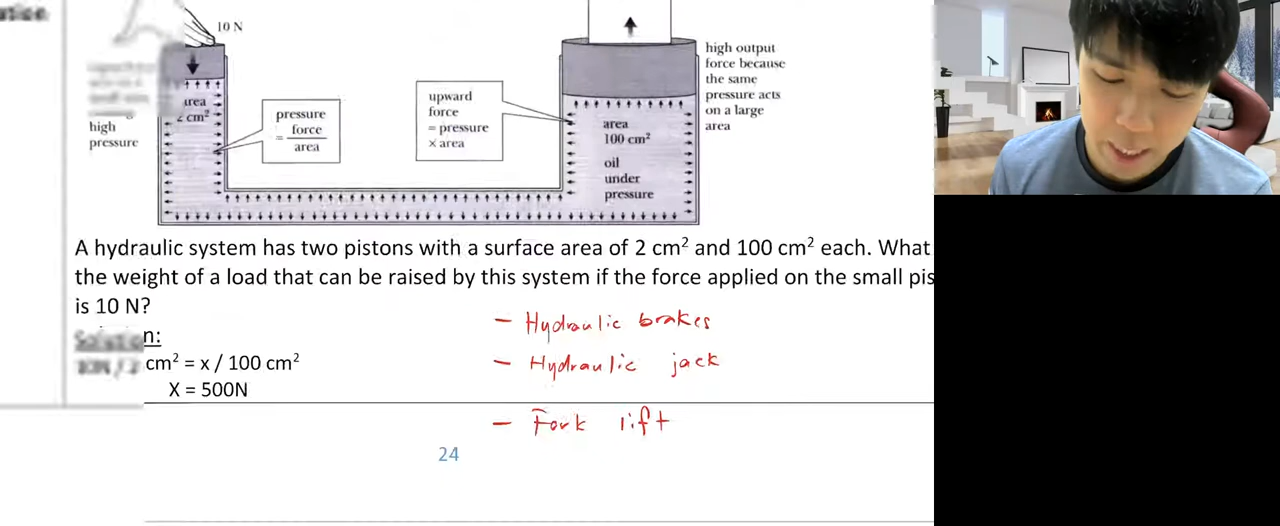 10 N
area
2 cm²
high
pressure
pressure
= force
area
upward
force
= pressure
x area
area
100 cm²
oil
under
pressure
high output
force because
the same
pressure acts
on a large
area
A hydraulic system has two pistons with a surface area of 2 cm² and 100 cm² each. What
the weight of a load that can be raised by this system if the force applied on the small pis
is 10 N?
Solution:
cm² = x / 100 cm²
X = 500N
– Hydraulic brakes
– Hydraulic jack
– Fork lift
24